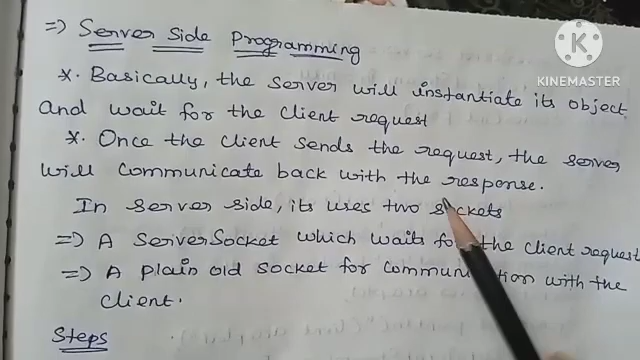 => Server Side Programming
*. Basically, the Server will instantiate its object
and wait for the client request
*. Once the client sends the request, the server
will communicate back with the response.
In server side, its uses two sockets
=> A ServerSocket which waits for the client request
=> A plain old socket for communication with the
client.
Steps
K
KINEMASTER